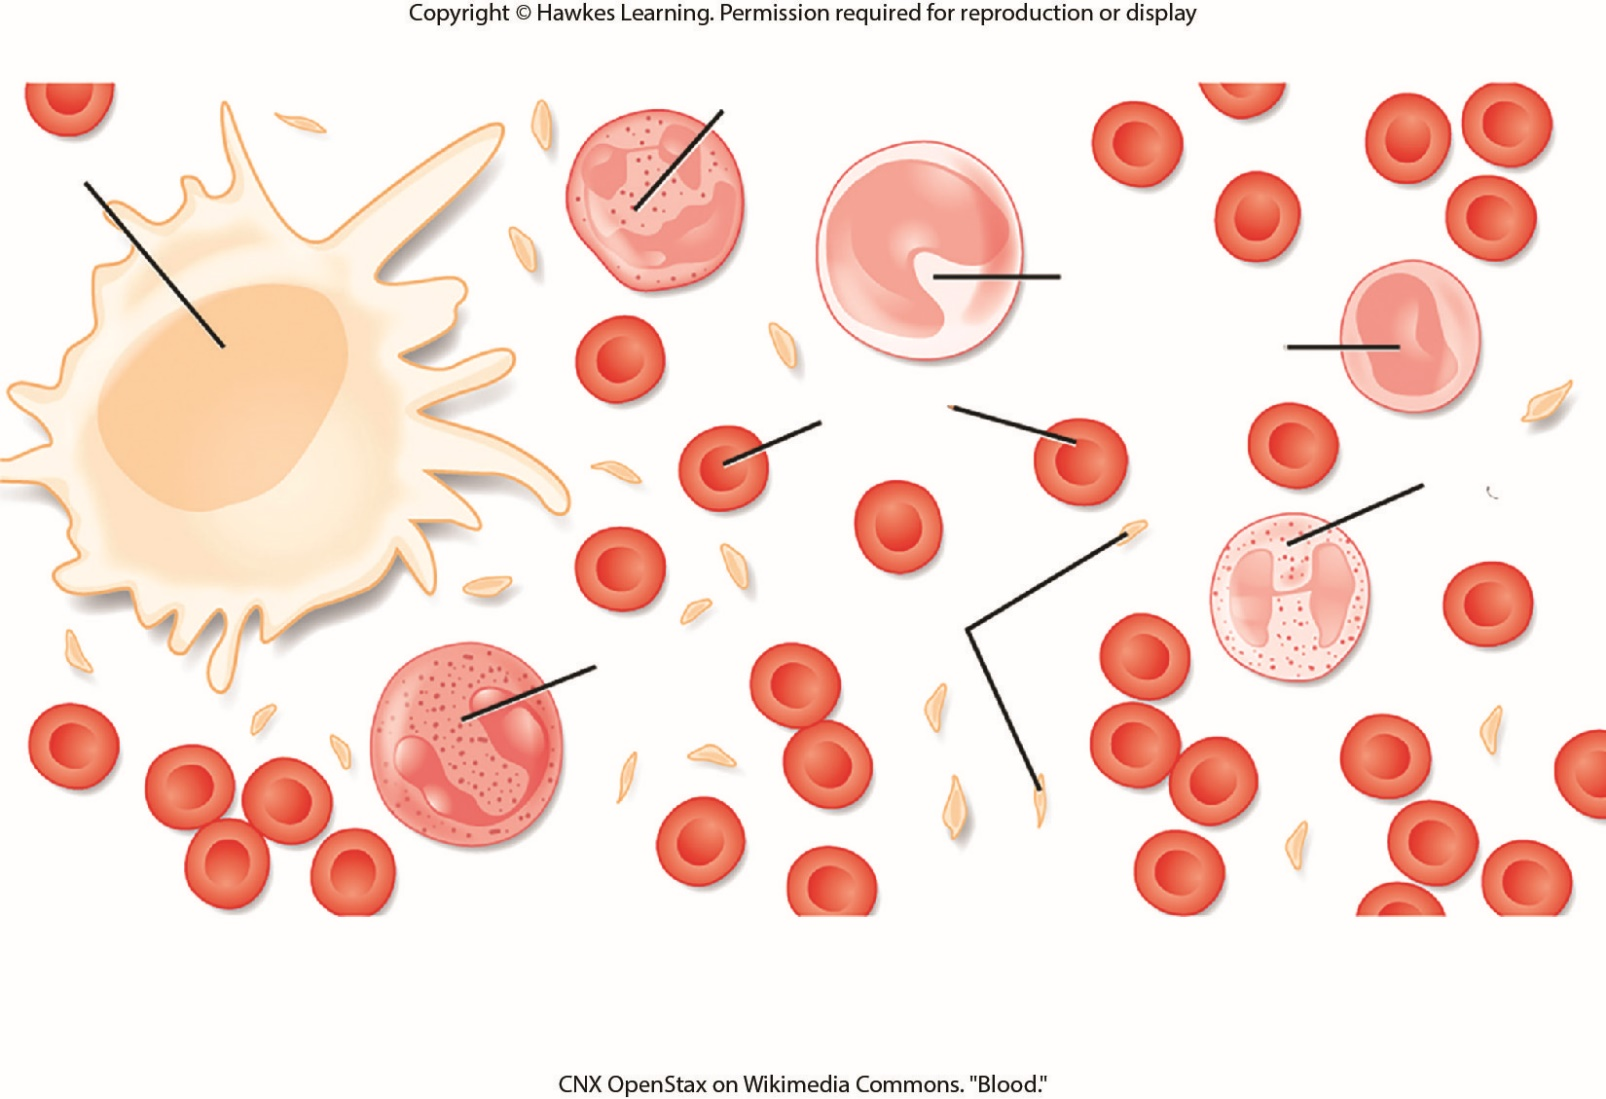 Copyright © Hawkes Learning. Permission required for reproduction or display
CNX OpenStax on Wikimedia Commons. "Blood."